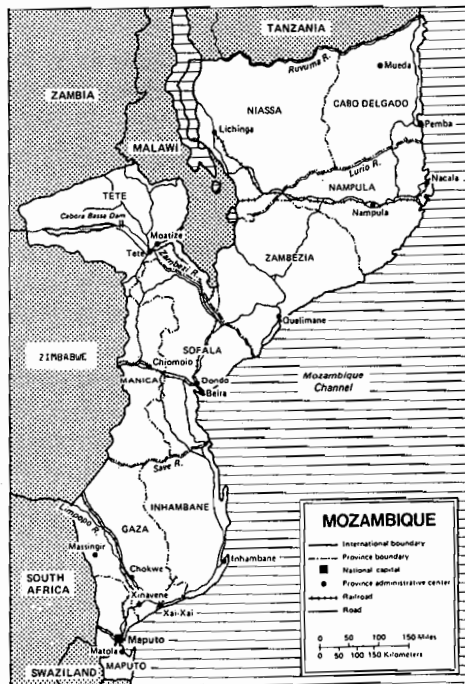 TANZANIA
Ruvuma R.
Mueda
ZAMBIA
NIASSA
CABO DELGADO
Lichinga
Pemba
MALAWI
Lurio R.
Nacala
TETE
NAMPULA
Cabora Bassa Dam
Nampula
Moatize
Tete
Zambezi R.
ZAMBEZIA
Quelimane
SOFALA
ZIMBABWE
Chiomoio
Mozambique
Channel
MANICA
Dondo
Beira
Save R.
INHAMBANE
Limpopo R.
GAZA
Massingir
Inhambane
Chokwe
SOUTH
AFRICA
Xinavene
Xai-Xai
Maputo
Matola
SWAZILAND
MAPUTO
MOZAMBIQUE
International boundary
Province boundary
National capital
Province administrative center
Railroad
Road
0 50 100 150 Miles
0 50 100 150 Kilometers